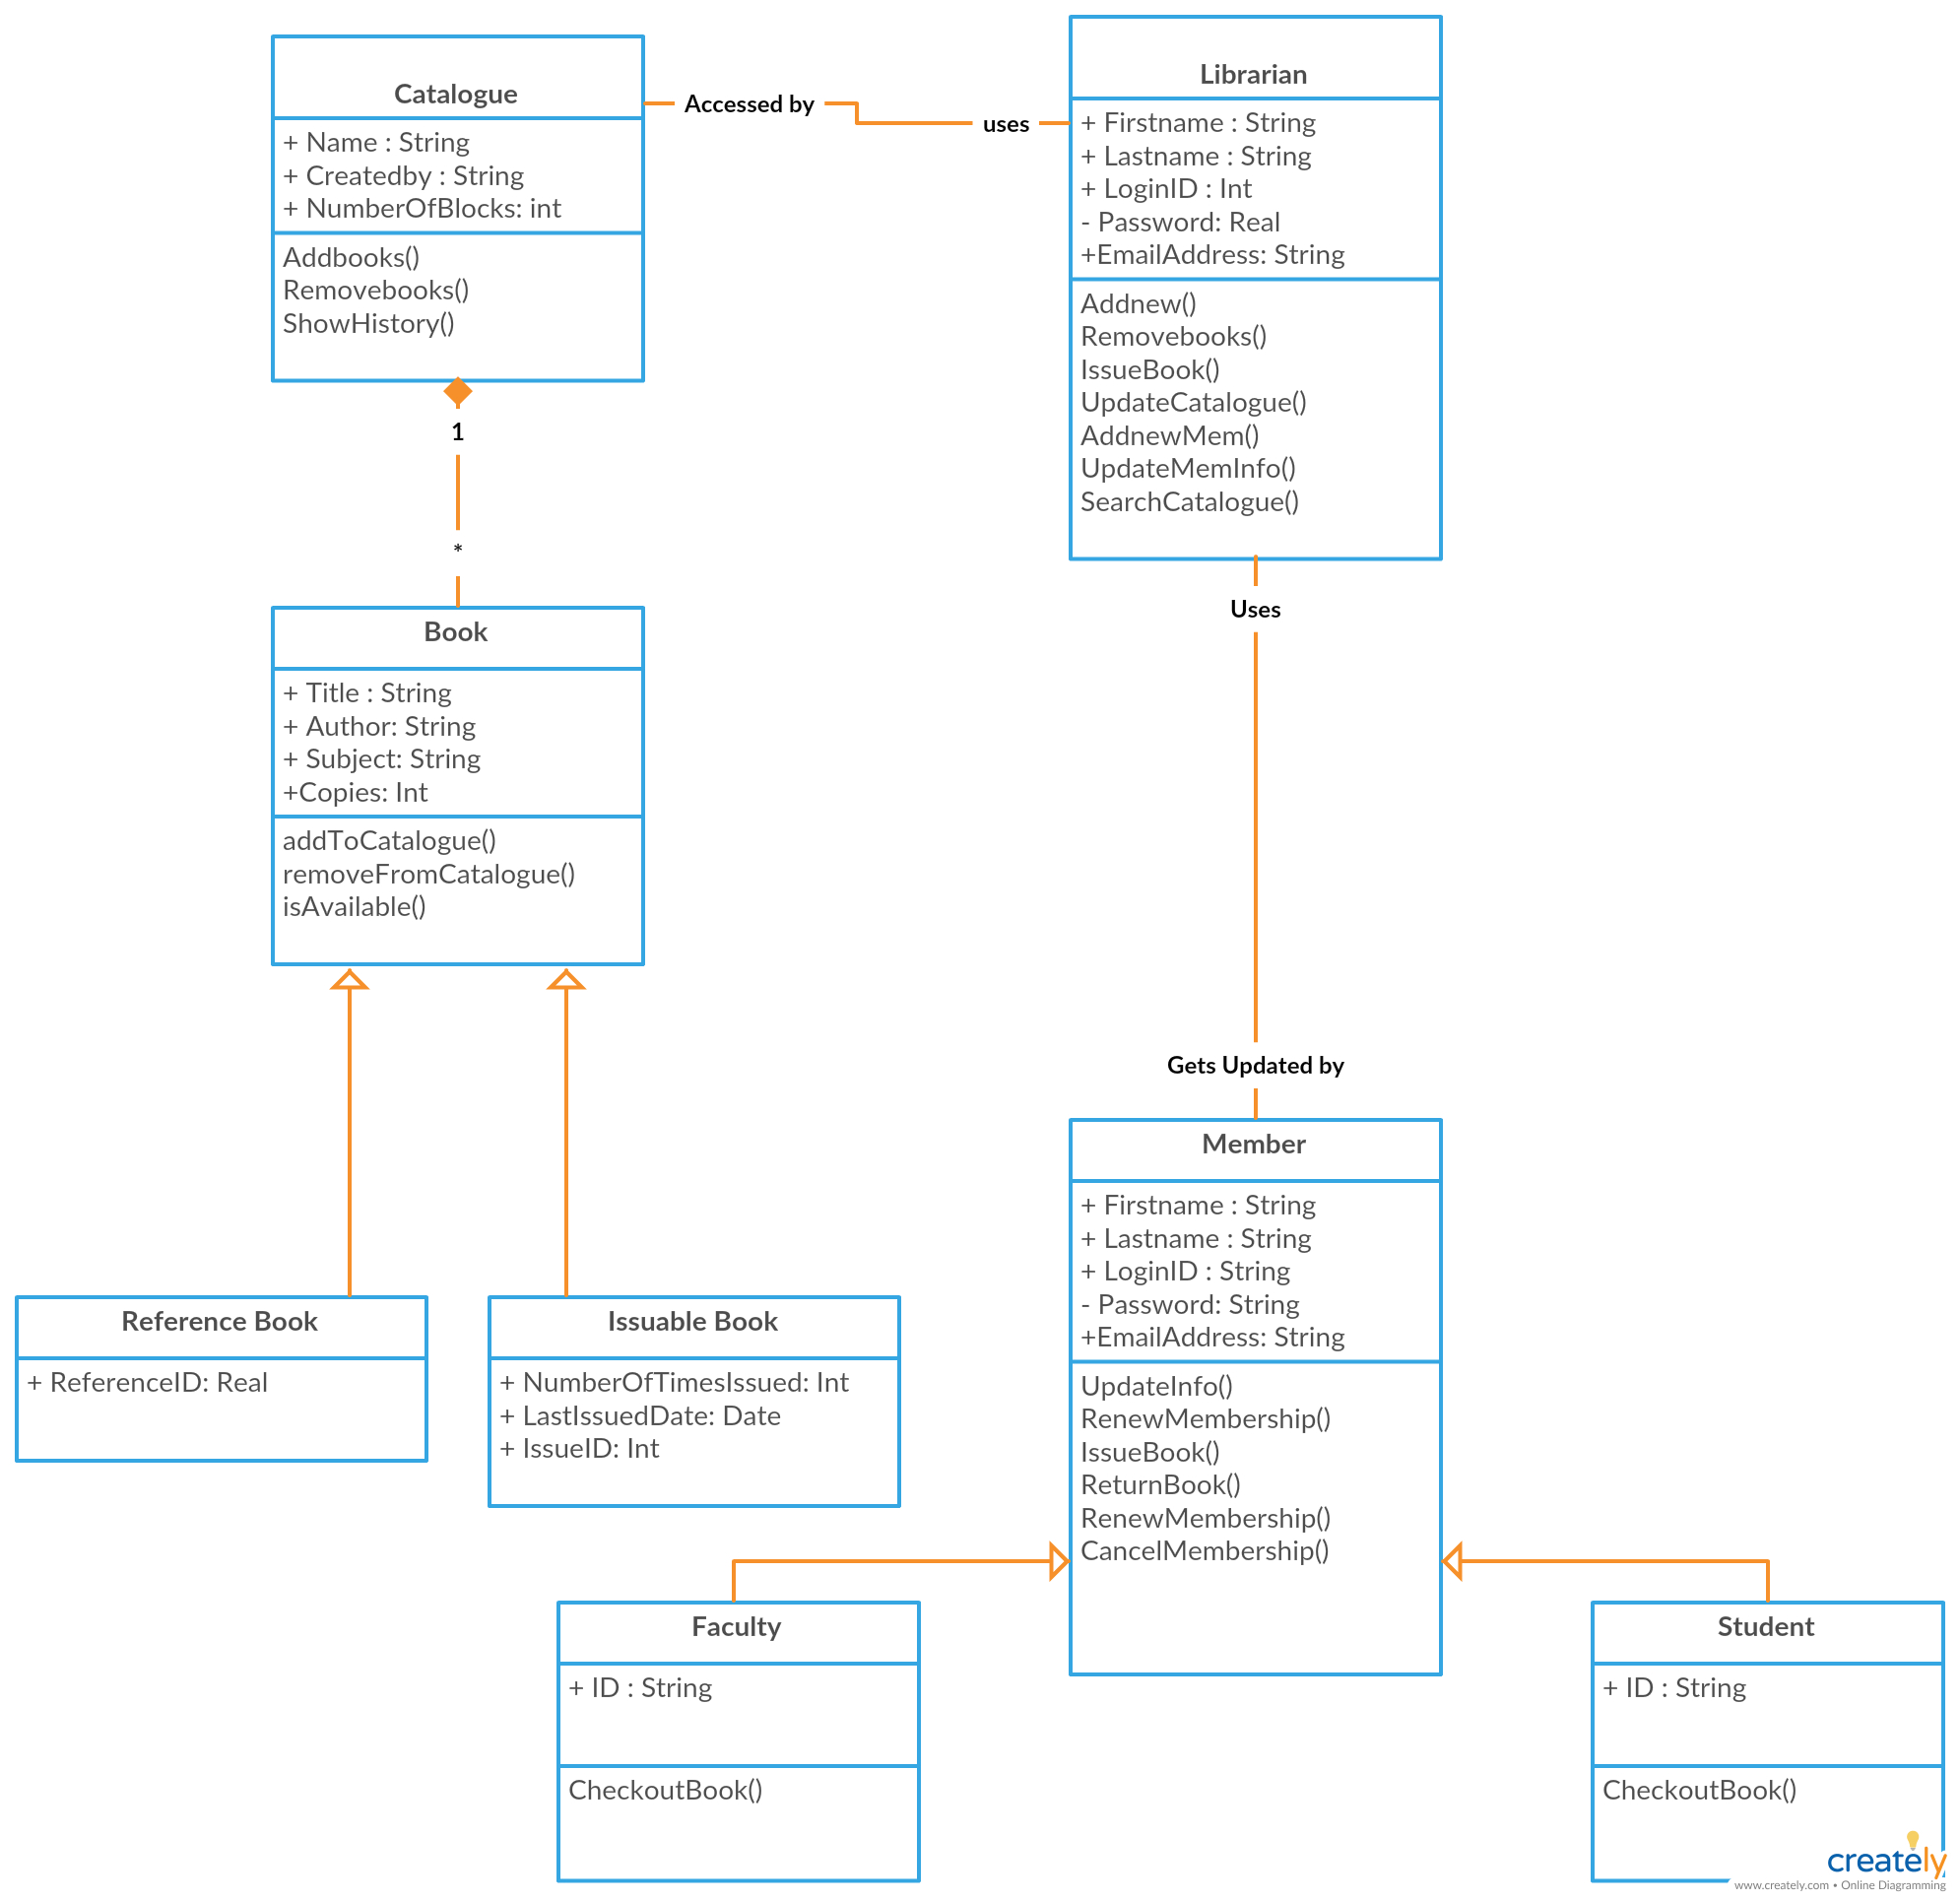 Catalogue
+ Name : String
+ Createdby : String
+ NumberOfBlocks: int
Addbooks()
Removebooks()
ShowHistory()
Accessed by
uses
Librarian
+ Firstname : String
+ Lastname : String
+ LoginID : Int
- Password: Real
+EmailAddress: String
Addnew()
Removebooks()
IssueBook()
UpdateCatalogue()
AddnewMem()
UpdateMemInfo()
SearchCatalogue()
1
*
Book
+ Title : String
+ Author: String
+ Subject: String
+Copies: Int
addToCatalogue()
removeFromCatalogue()
isAvailable()
Uses
Gets Updated by
Reference Book
+ ReferenceID: Real
Issuable Book
+ NumberOfTimesIssued: Int
+ LastIssuedDate: Date
+ IssueID: Int
Member
+ Firstname : String
+ Lastname : String
+ LoginID : String
- Password: String
+EmailAddress: String
UpdateInfo()
RenewMembership()
IssueBook()
ReturnBook()
RenewMembership()
CancelMembership()
Faculty
+ ID : String
CheckoutBook()
Student
+ ID : String
CheckoutBook()
creately
www.creately.com • Online Diagramming